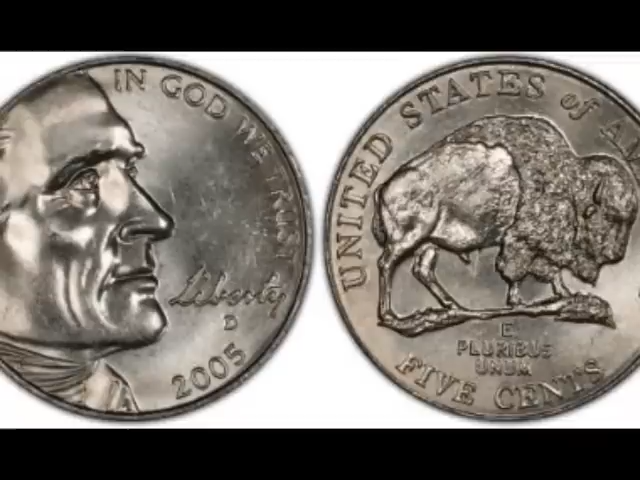 IN GOD WE TRUST
Liberty
D
2005
UNITED STATES of
E
PLURIBUS
UNUM
FIVE CENTS